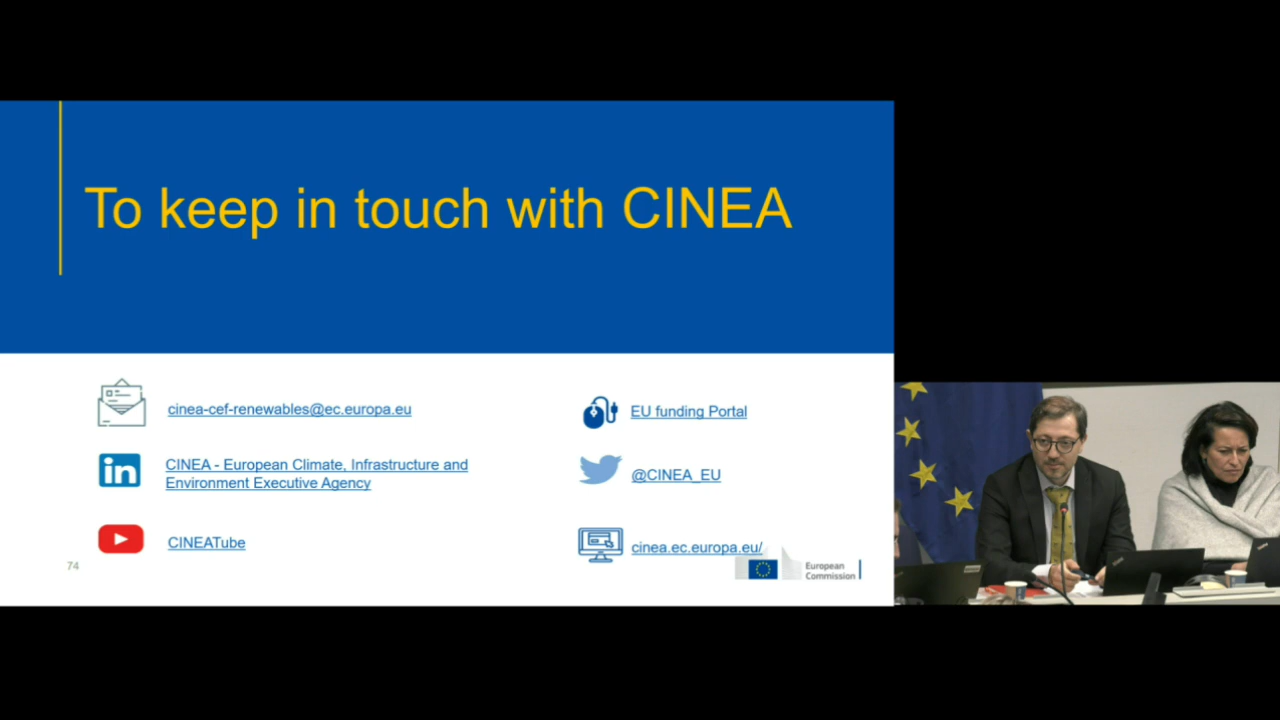 To keep in touch with CINEA
cinea-cef-renewables@ec.europa.eu
CINEA - European Climate, Infrastructure and
Environment Executive Agency
CINEATube
EU funding Portal
@CINEA_EU
cinea.ec.europa.eu/
74
European
Commission